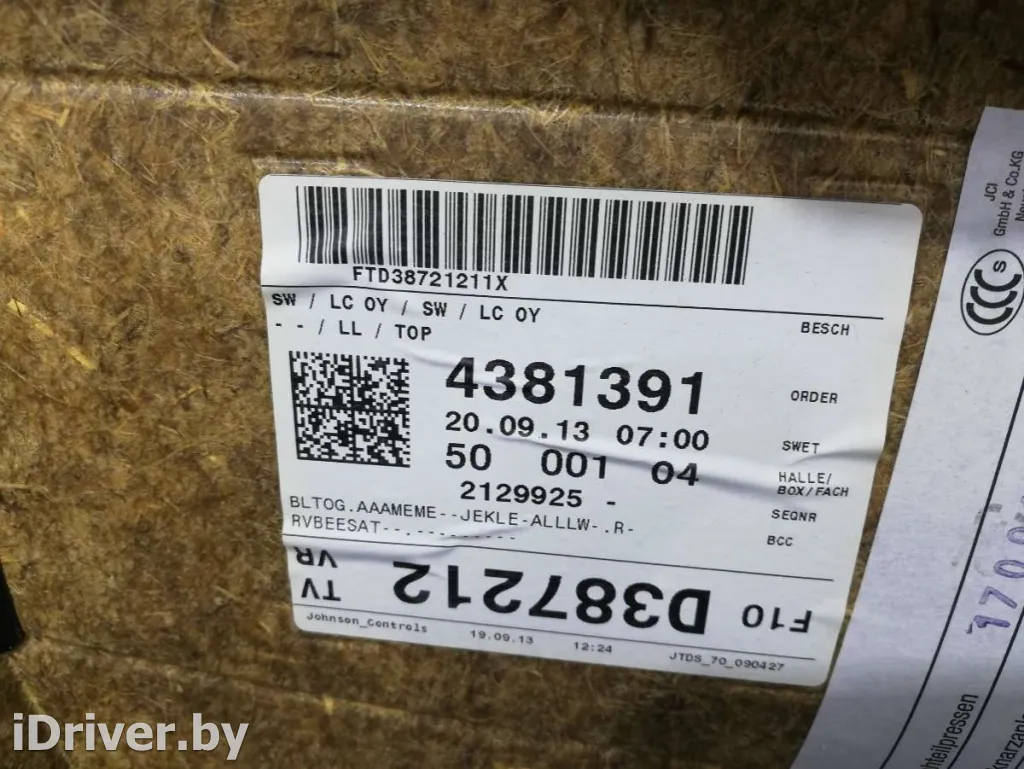 FTD38721211X
SW / LC OY / SW / LC OY
BESCH
- - / LL / TOP
4381391
ORDER
20.09.13 07:00
SWET
50 001 04
HALLE/
BOX/FACH
2129925 -
SEQNR
BLTOG.AAAMEME--JEKLE-ALLLW-.R-
RVBEESAT--.---------
BCC
F10 D387212 TV
VR
Johnson_Controls 19.09.13 12:24 JTDS_70_090427
JCI
GmbH & Co.KG
CCC S
170
iDriver.by